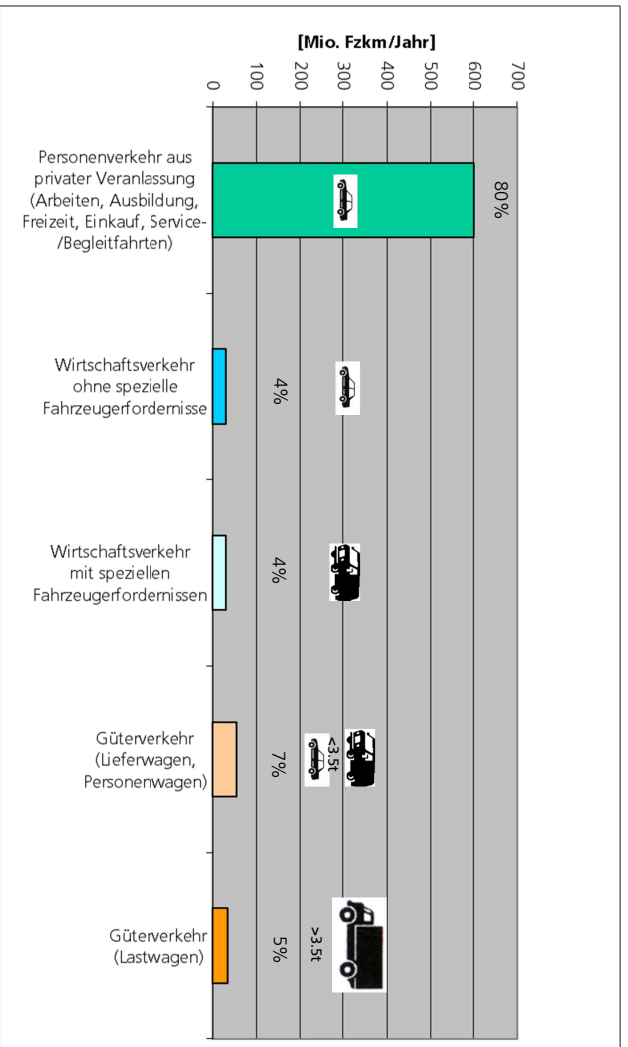 [Mio. Fzkm/Jahr]
700
600
500
400
300
200
100
0
80%
4%
4%
7%
5%
<3.5t
>3.5t
Personenverkehr aus
privater Veranlassung
(Arbeiten, Ausbildung,
Freizeit, Einkauf, Service-
/Begleitfahrten)
Wirtschaftsverkehr
ohne spezielle
Fahrzeugerfordernisse
Wirtschaftsverkehr
mit speziellen
Fahrzeugerfordernissen
Güterverkehr
(Lieferwagen,
Personenwagen)
Güterverkehr
(Lastwagen)